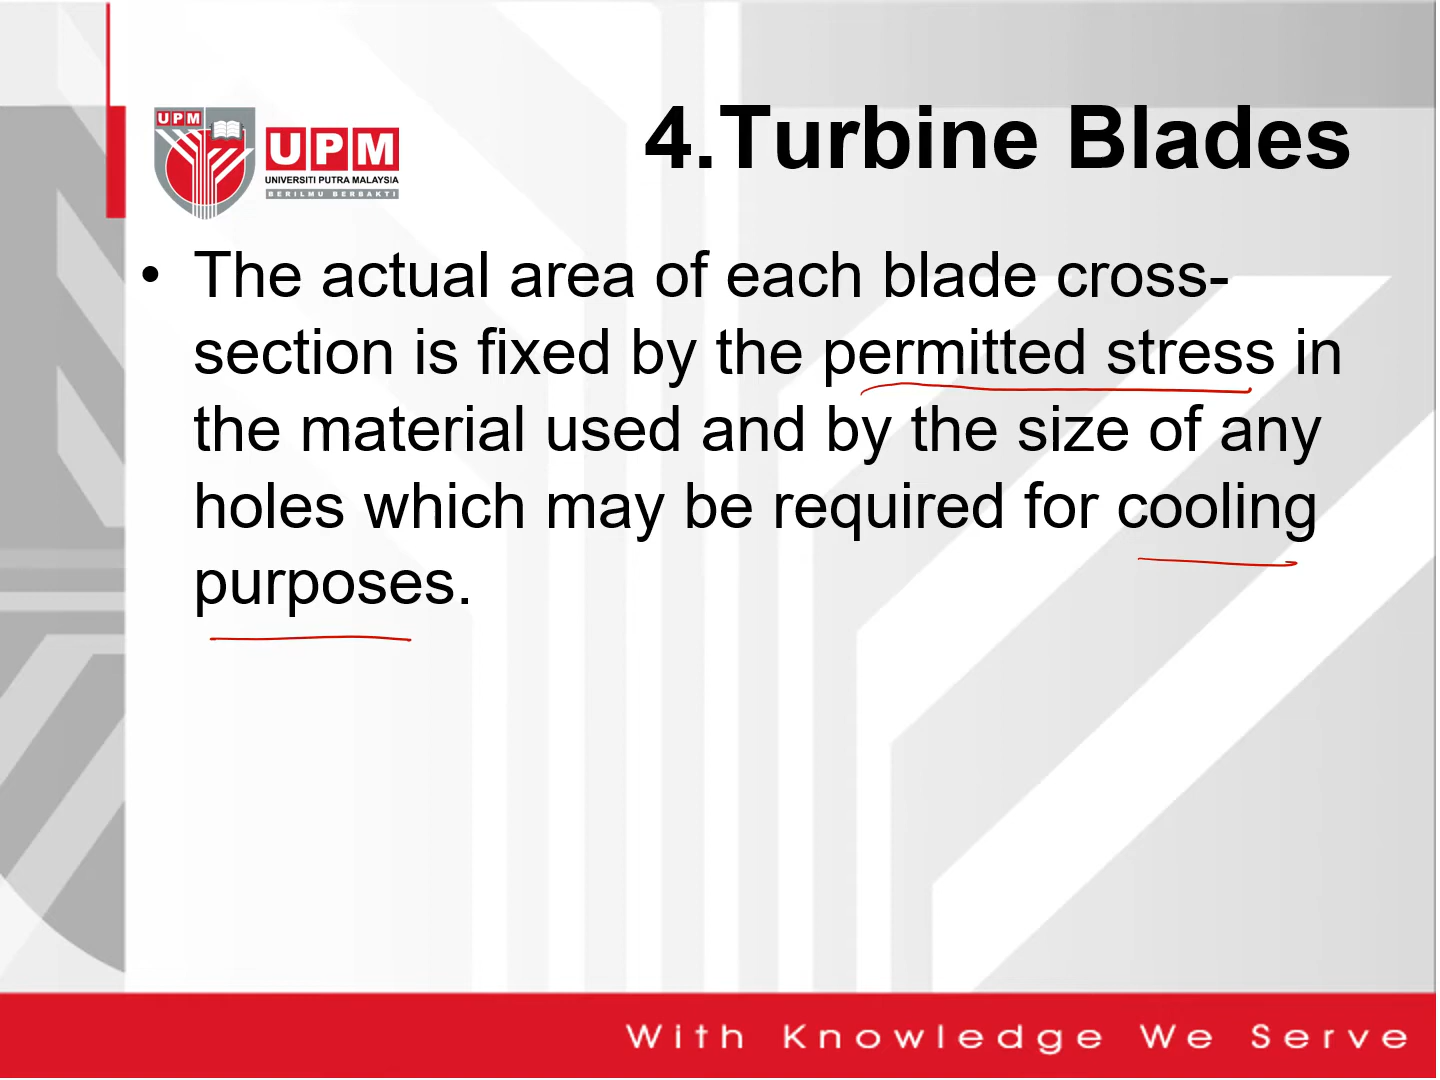 UPM
UPM
UNIVERSITI PUTRA MALAYSIA
BERILMU BERBAKTI
4.Turbine Blades
• The actual area of each blade cross-
section is fixed by the permitted stress in
the material used and by the size of any
holes which may be required for cooling
purposes.
With Knowledge We Serve